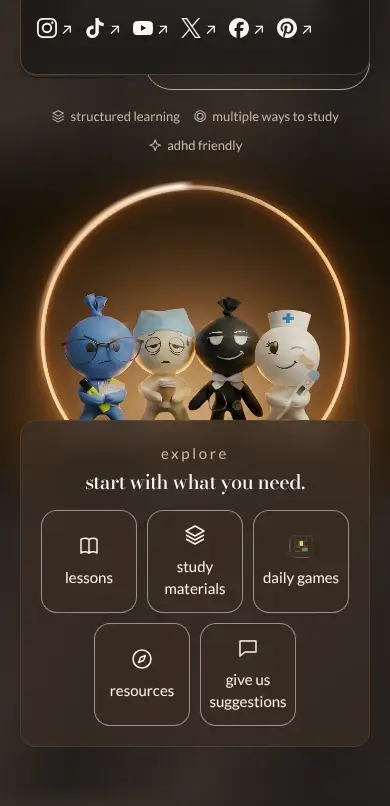 structured learning
multiple ways to study
adhd friendly
explore
start with what you need.
lessons
study
materials
daily games
resources
give us
suggestions